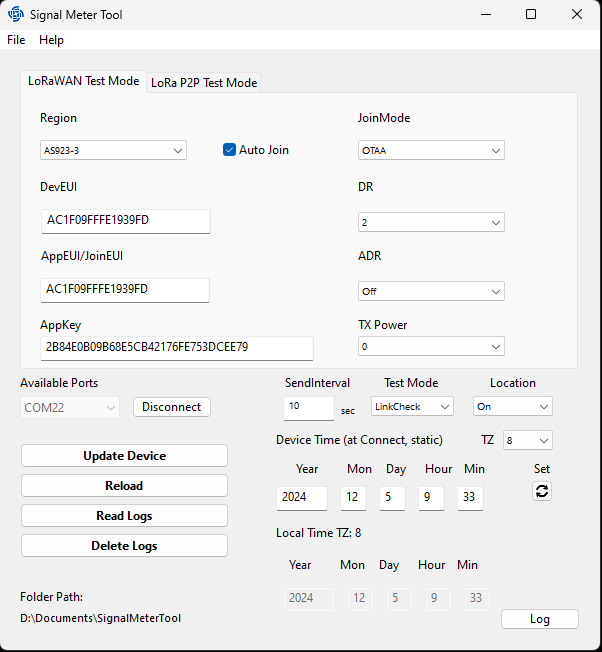 Signal Meter Tool
File Help
LoRaWAN Test Mode LoRa P2P Test Mode
Region JoinMode
AS923-3 Auto Join OTAA
DevEUI DR
AC1F09FFFE1939FD 2
AppEUI/JoinEUI ADR
AC1F09FFFE1939FD Off
AppKey TX Power
2B84E0B09B68E5CB42176FE753DCEE79 0
Available Ports SendInterval Test Mode Location
COM22 Disconnect 10 sec LinkCheck On
Device Time (at Connect, static) TZ 8
Update Device
Year Mon Day Hour Min Set
Reload
2024 12 5 9 33
Read Logs
Local Time TZ: 8
Delete Logs
Year Mon Day Hour Min
Folder Path: 2024 12 5 9 33
D:\Documents\SignalMeterTool Log